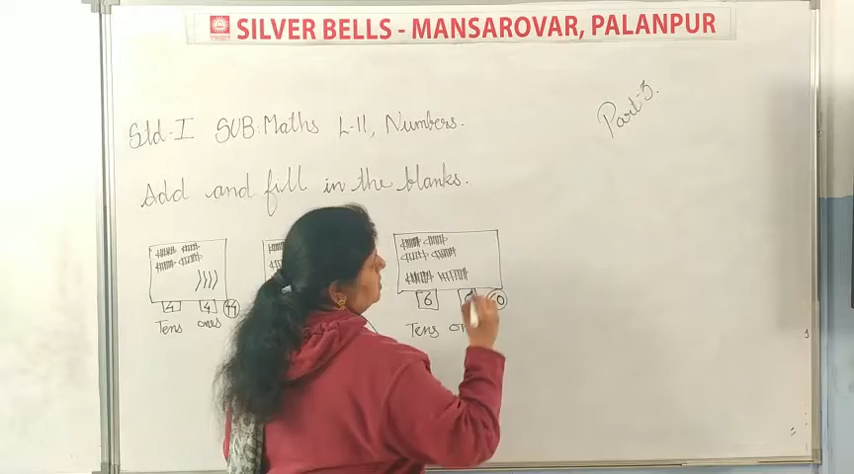 SILVER BELLS - MANSAROVAR, PALANPUR
Std-I SUB:Maths L-11, Numbers.
Part-3.
Add and fill in the blanks.
4 4 44 6 60
Tens ones Tens